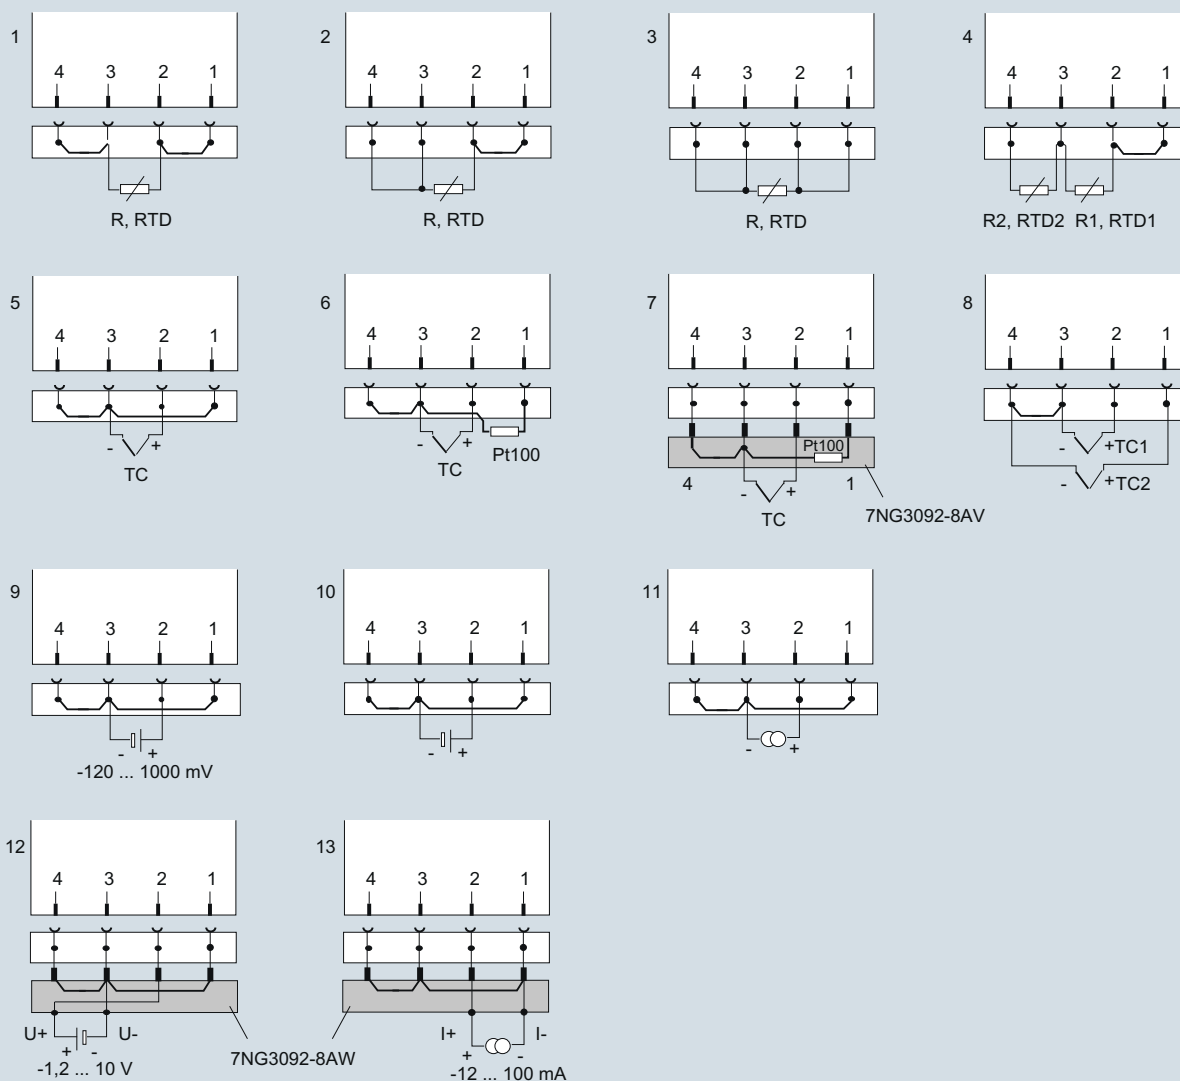 1
4 3 2 1
R, RTD
2
4 3 2 1
R, RTD
3
4 3 2 1
R, RTD
4
4 3 2 1
R2, RTD2 R1, RTD1
5
4 3 2 1
- +
TC
6
4 3 2 1
- +
TC
Pt100
7
4 3 2 1
Pt100
4 - + 1
TC
7NG3092-8AV
8
4 3 2 1
- +TC1
- +TC2
9
4 3 2 1
- +
-120 ... 1000 mV
10
4 3 2 1
- +
11
4 3 2 1
- +
12
4 3 2 1
U+ U-
+ -
-1,2 ... 10 V
7NG3092-8AW
13
4 3 2 1
I+ I-
+ -
-12 ... 100 mA